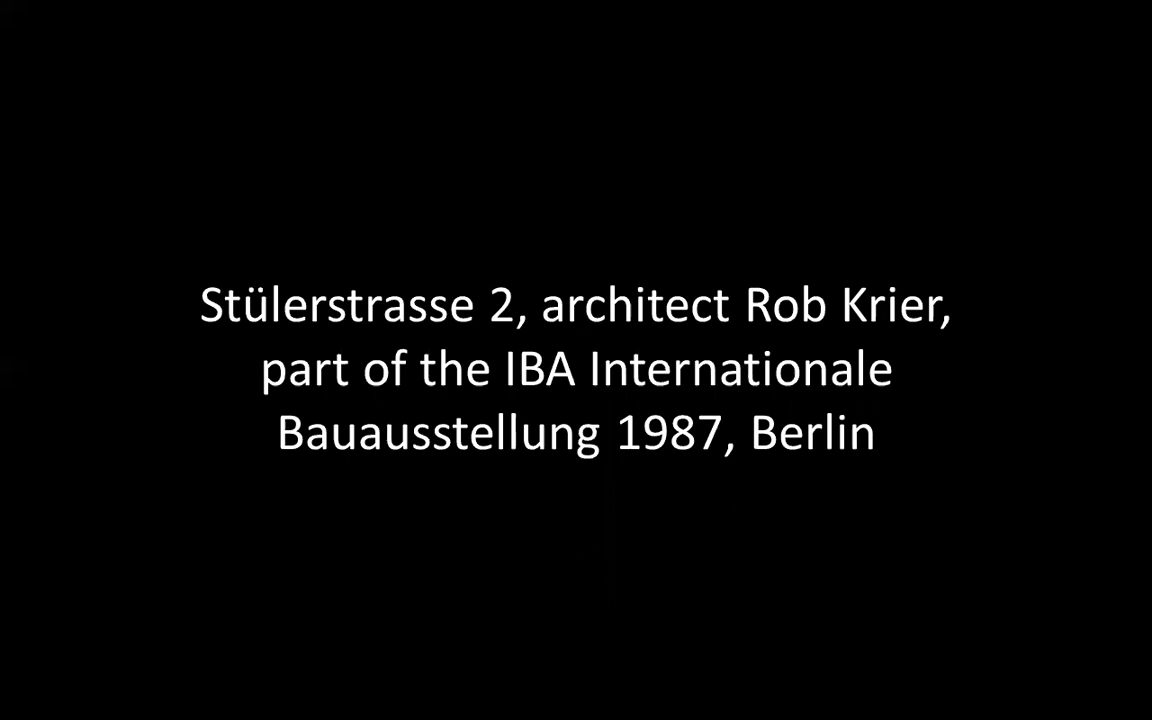 Stülerstrasse 2, architect Rob Krier,
part of the IBA Internationale
Bauausstellung 1987, Berlin